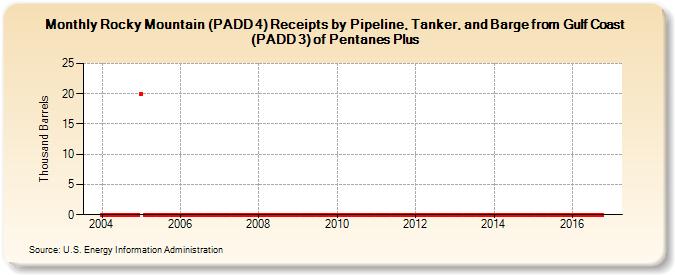 Monthly Rocky Mountain (PADD 4) Receipts by Pipeline, Tanker, and Barge from Gulf Coast
(PADD 3) of Pentanes Plus
Thousand Barrels
25
20
15
10
5
0
2004 2006 2008 2010 2012 2014 2016
Source: U.S. Energy Information Administration